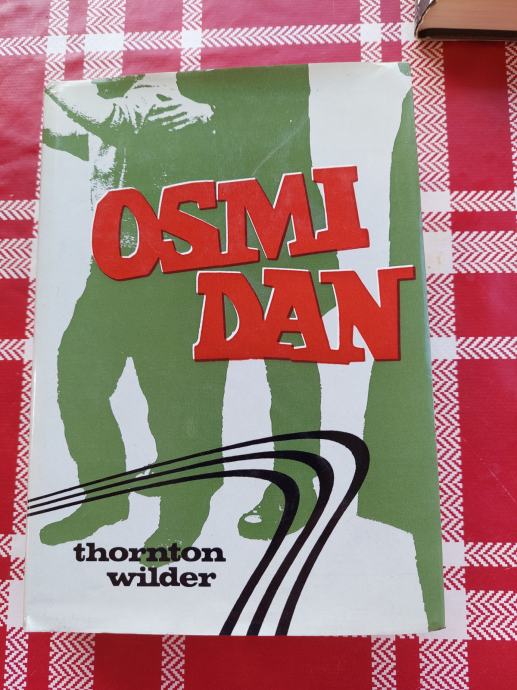 OSMI
DAN
thornton
wilder